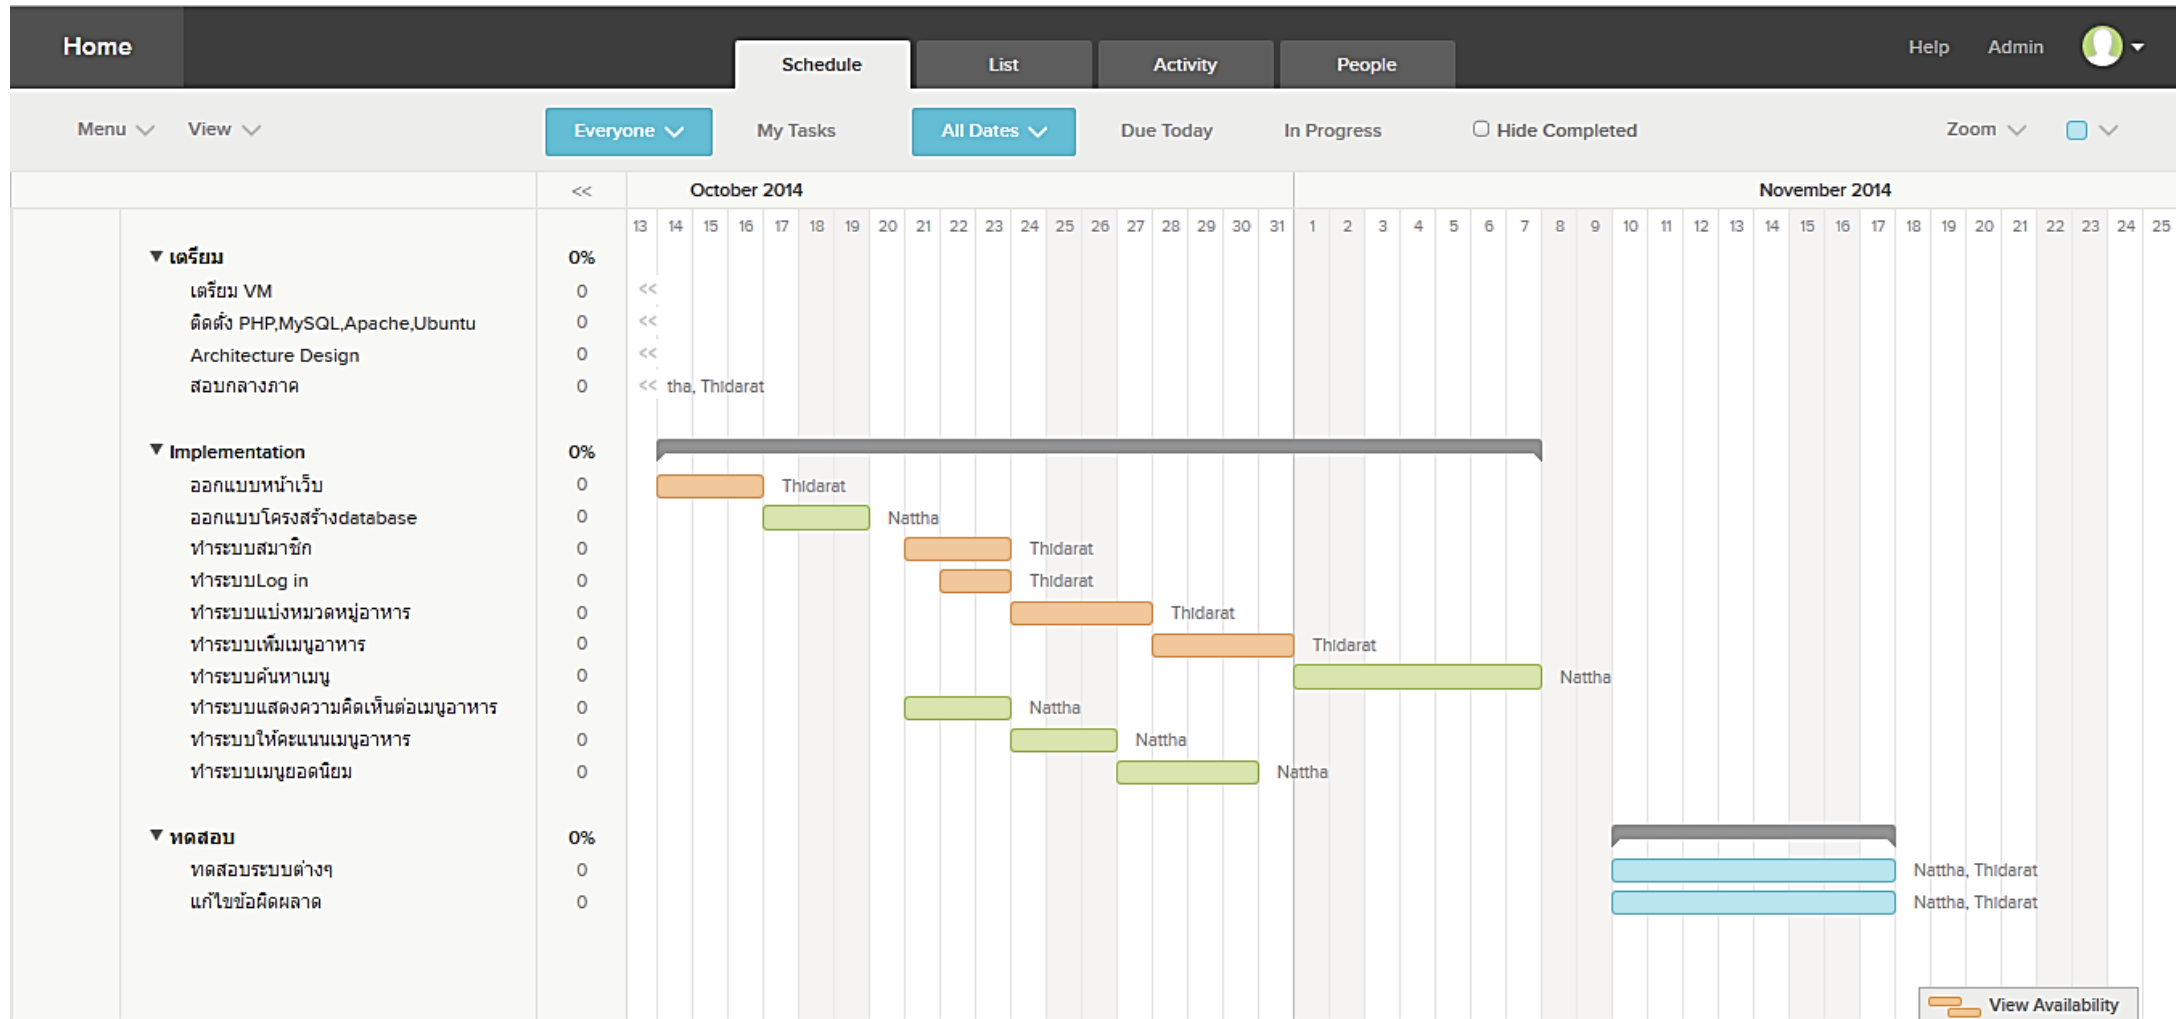 Home
Schedule List Activity People
Help Admin
Menu View Everyone My Tasks All Dates Due Today In Progress Hide Completed Zoom
<< October 2014 November 2014
13 14 15 16 17 18 19 20 21 22 23 24 25 26 27 28 29 30 31 1 2 3 4 5 6 7 8 9 10 11 12 13 14 15 16 17 18 19 20 21 22 23 24 25
เตรียม 0%
เตรียม VM 0 <<
ติดตั้ง PHP,MySQL,Apache,Ubuntu 0 <<
Architecture Design 0 <<
สอบกลางภาค 0 << tha, Thidarat
Implementation 0%
ออกแบบหน้าเว็บ 0 Thidarat
ออกแบบโครงสร้างdatabase 0 Nattha
ทำระบบสมาชิก 0 Thidarat
ทำระบบLog in 0 Thidarat
ทำระบบแบ่งหมวดหมู่อาหาร 0 Thidarat
ทำระบบเพิ่มเมนูอาหาร 0 Thidarat
ทำระบบค้นหาเมนู 0 Nattha
ทำระบบแสดงความคิดเห็นต่อเมนูอาหาร 0 Nattha
ทำระบบให้คะแนนเมนูอาหาร 0 Nattha
ทำระบบเมนูยอดนิยม 0 Nattha
ทดสอบ 0%
ทดสอบระบบต่างๆ 0 Nattha, Thidarat
แก้ไขข้อผิดผลาด 0 Nattha, Thidarat
View Availability